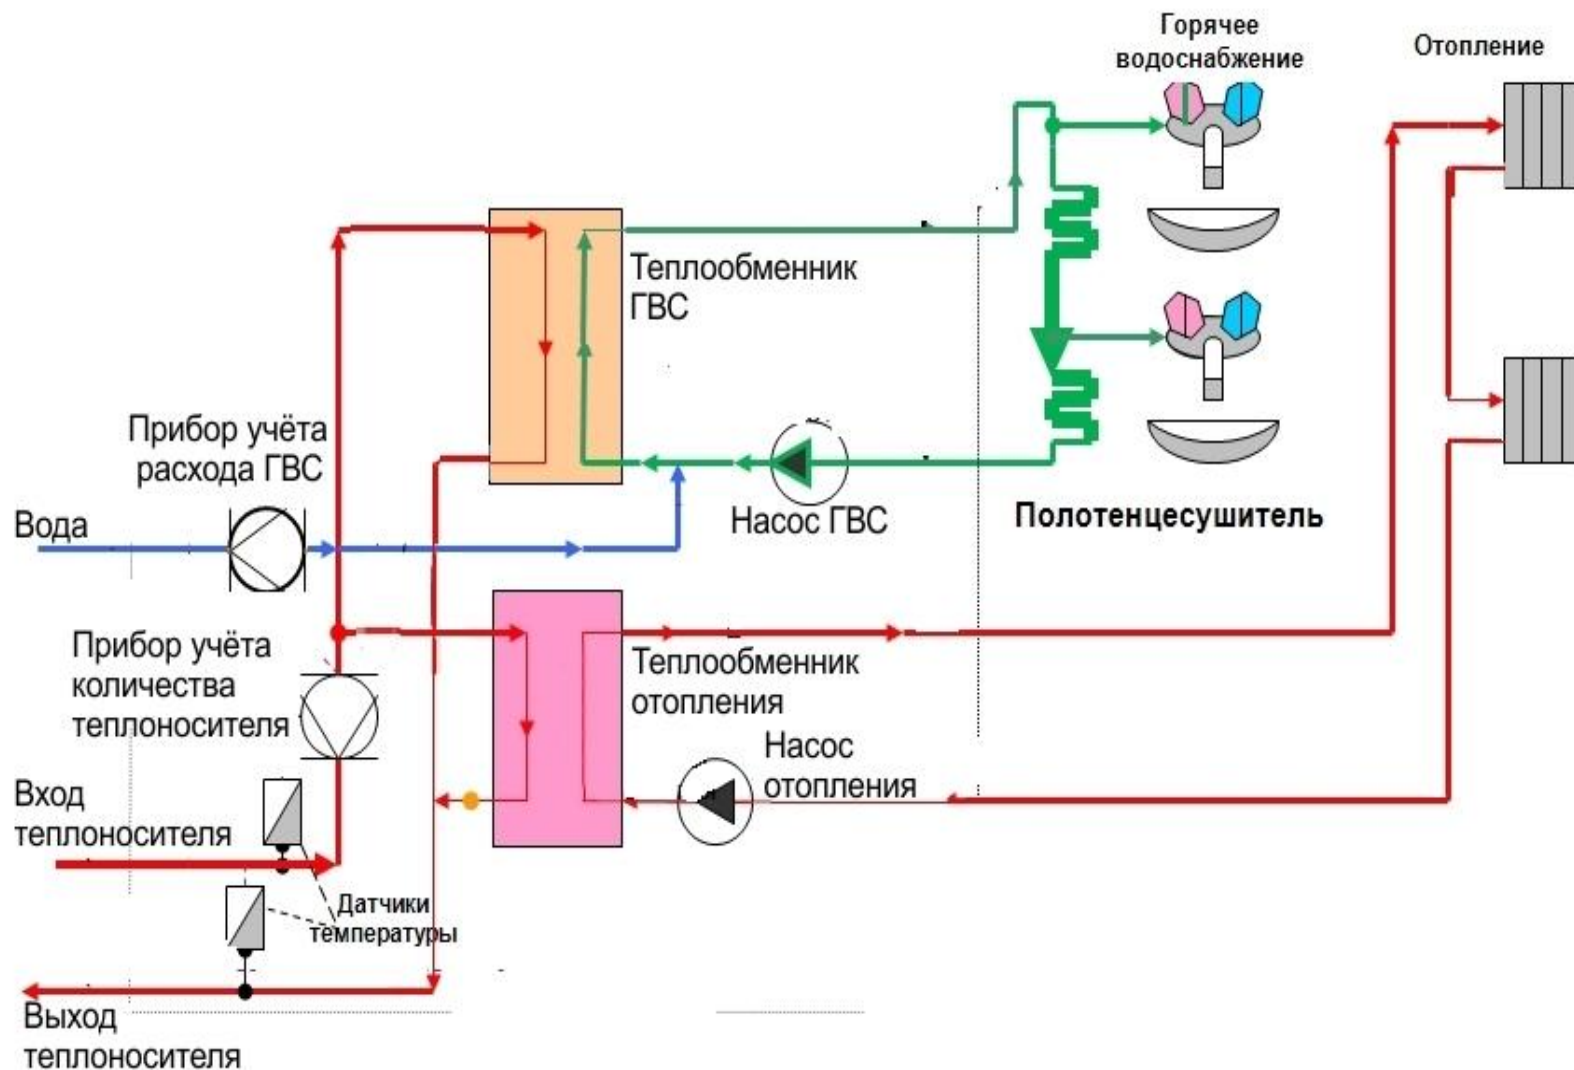 Горячее
водоснабжение
Отопление
Теплообменник
ГВС
Прибор учёта
расхода ГВС
Вода
Насос ГВС
Полотенцесушитель
Прибор учёта
количества
теплоносителя
Теплообменник
отопления
Насос
отопления
Вход
теплоносителя
Датчики
температуры
Выход
теплоносителя